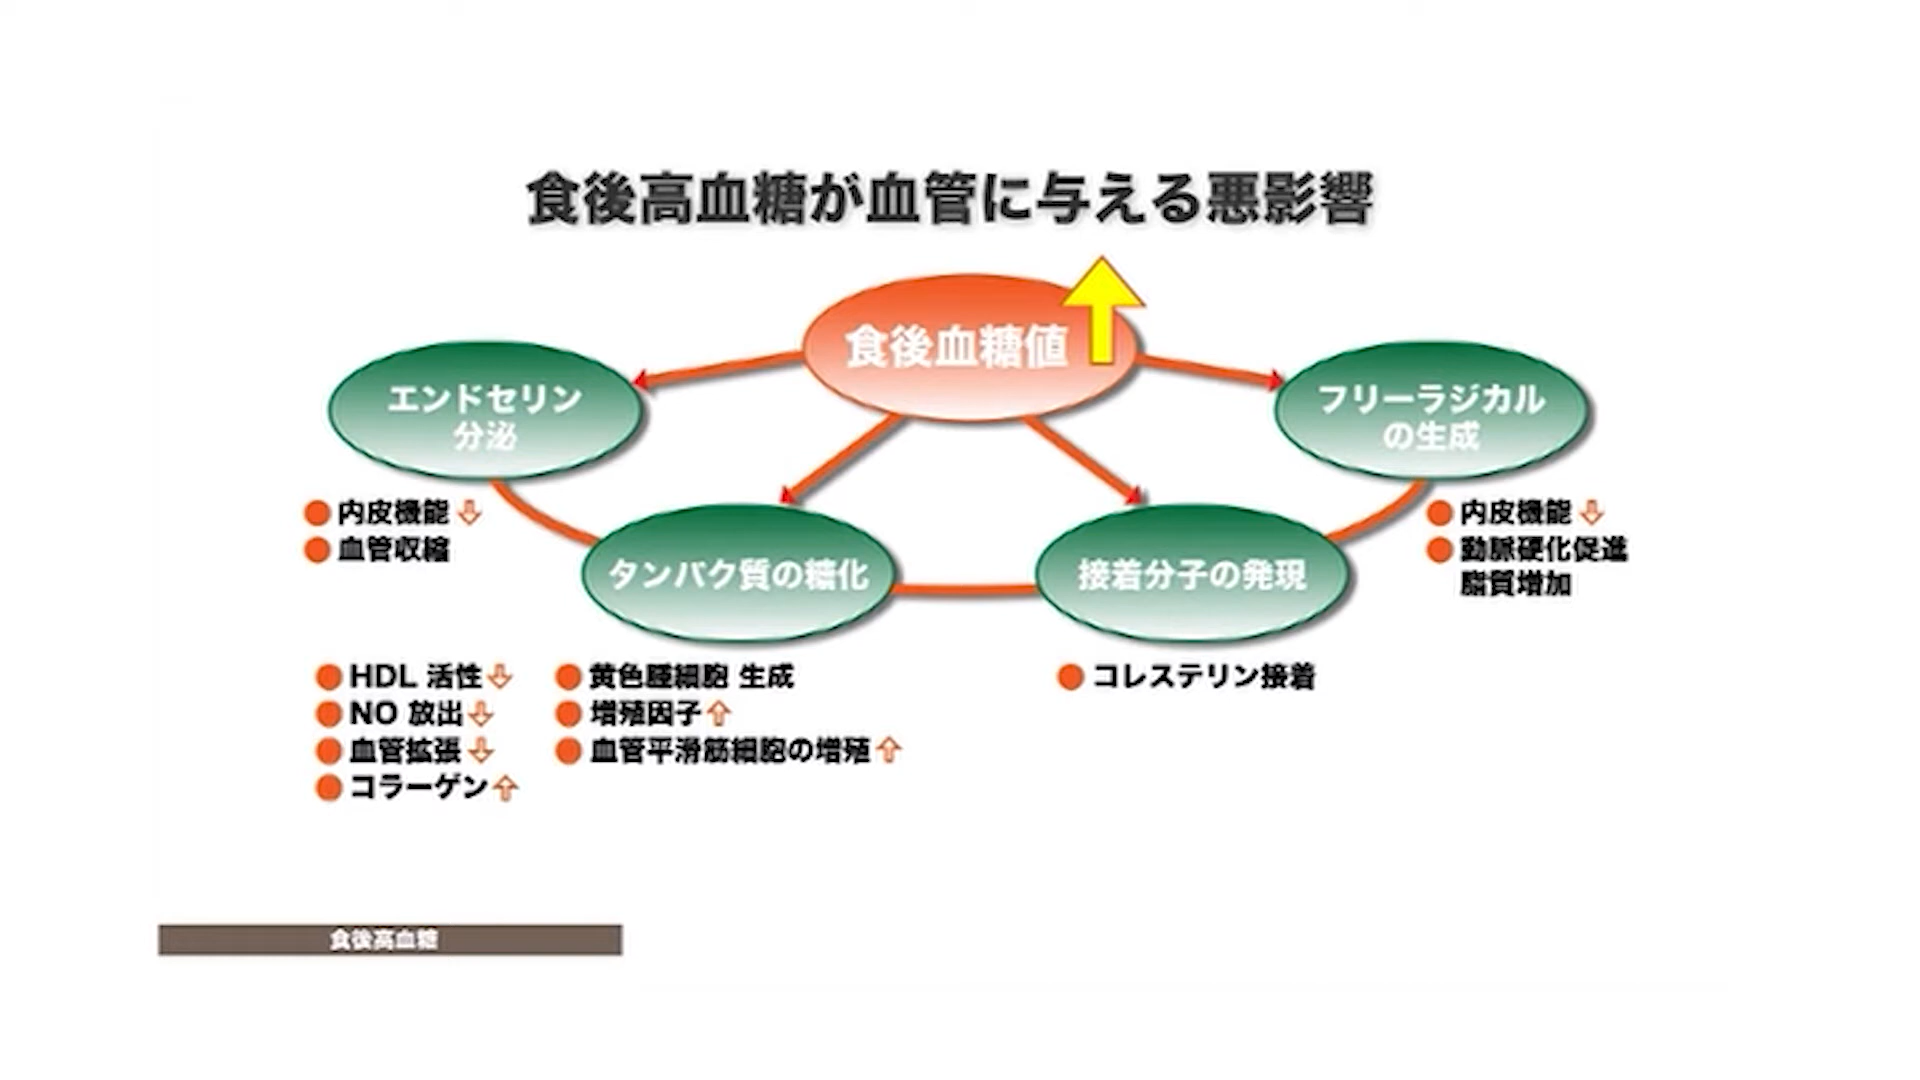 食後高血糖が血管に与える悪影響
食後血糖値
エンドセリン
分泌
フリーラジカル
の生成
内皮機能
血管収縮
内皮機能
動脈硬化促進
脂質増加
タンパク質の糖化
接着分子の発現
HDL 活性
NO 放出
血管拡張
コラーゲン
黄色腫細胞 生成
増殖因子
血管平滑筋細胞の増殖
コレステリン接着
食後高血糖